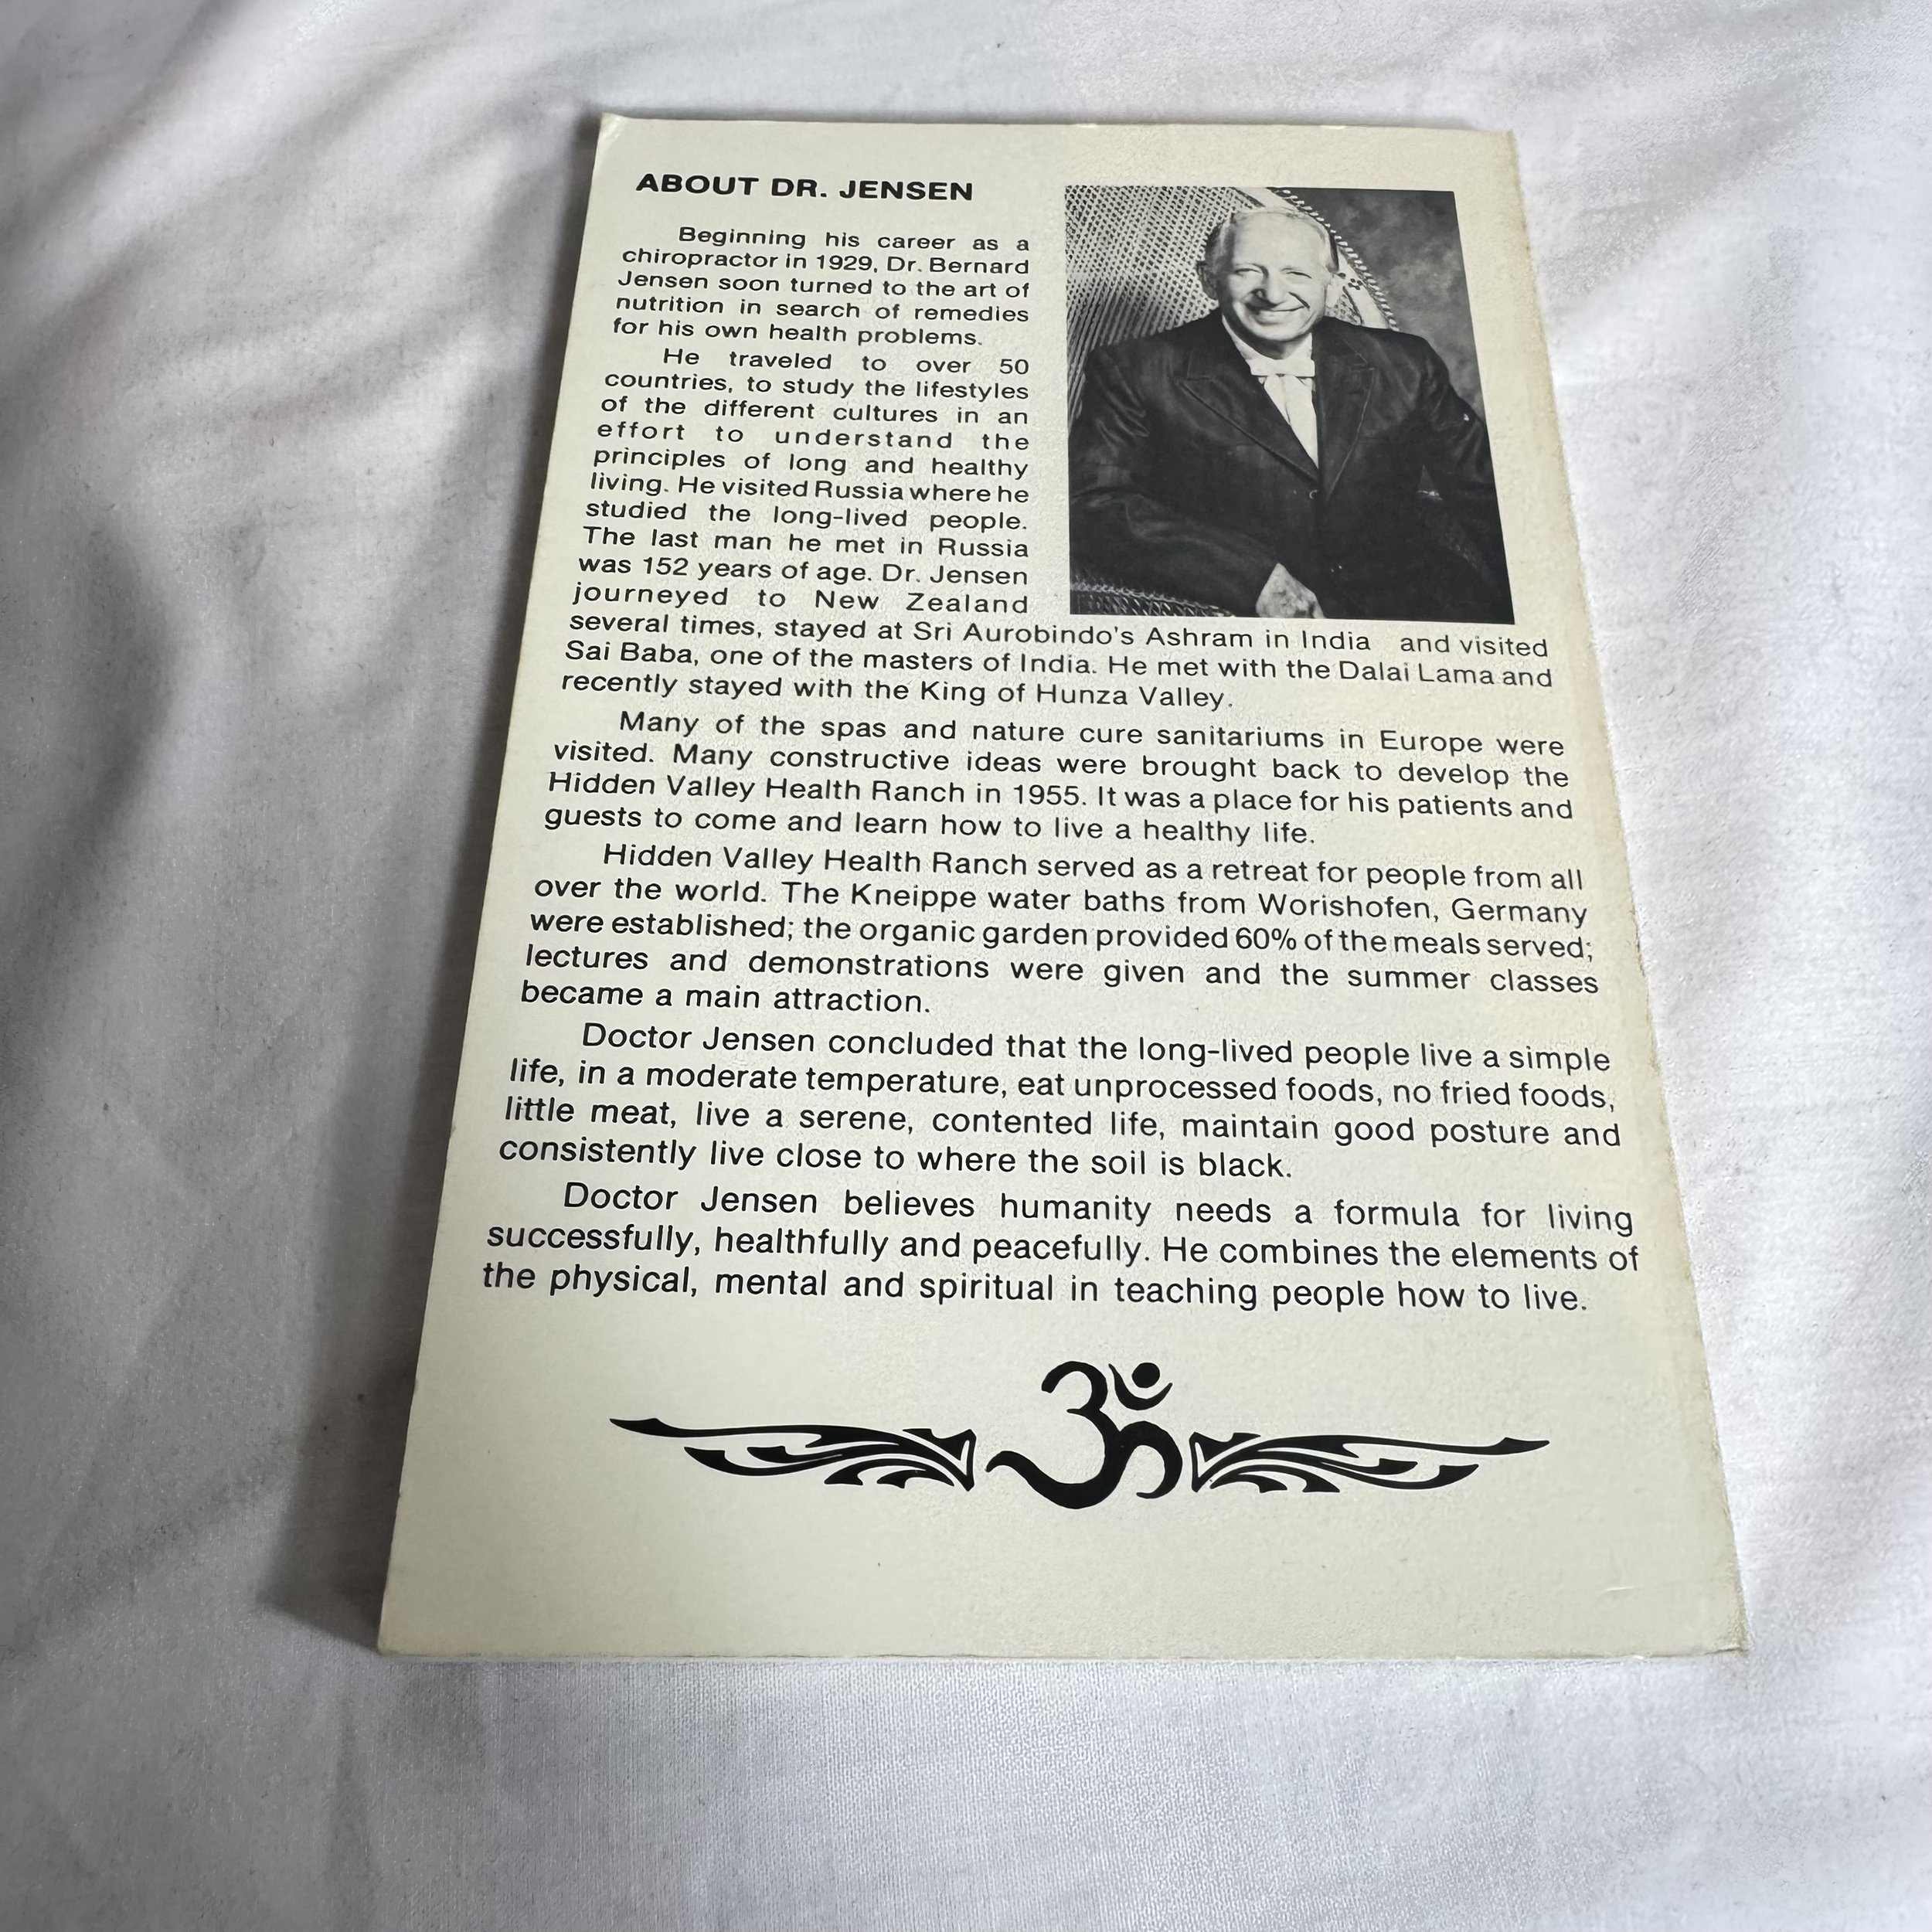 ABOUT DR. JENSEN
Beginning his career as a
chiropractor in 1929, Dr. Bernard
Jensen soon turned to the art of
nutrition in search of remedies
for his own health problems.
He traveled to over 50
countries, to study the lifestyles
of the different cultures in an
effort to understand the
principles of long and healthy
living. He visited Russia where he
studied the long-lived people.
The last man he met in Russia
was 152 years of age. Dr. Jensen
journeyed to New Zealand
several times, stayed at Sri Aurobindo's Ashram in India and visited
Sai Baba, one of the masters of India. He met with the Dalai Lama and
recently stayed with the King of Hunza Valley.
Many of the spas and nature cure sanitariums in Europe were
visited. Many constructive ideas were brought back to develop the
Hidden Valley Health Ranch in 1955. It was a place for his patients and
guests to come and learn how to live a healthy life.
Hidden Valley Health Ranch served as a retreat for people from all
over the world. The Kneippe water baths from Worishofen, Germany
were established; the organic garden provided 60% of the meals served;
lectures and demonstrations were given and the summer classes
became a main attraction.
Doctor Jensen concluded that the long-lived people live a simple
life, in a moderate temperature, eat unprocessed foods, no fried foods,
little meat, live a serene, contented life, maintain good posture and
consistently live close to where the soil is black.
Doctor Jensen believes humanity needs a formula for living
successfully, healthfully and peacefully. He combines the elements of
the physical, mental and spiritual in teaching people how to live.
ॐ